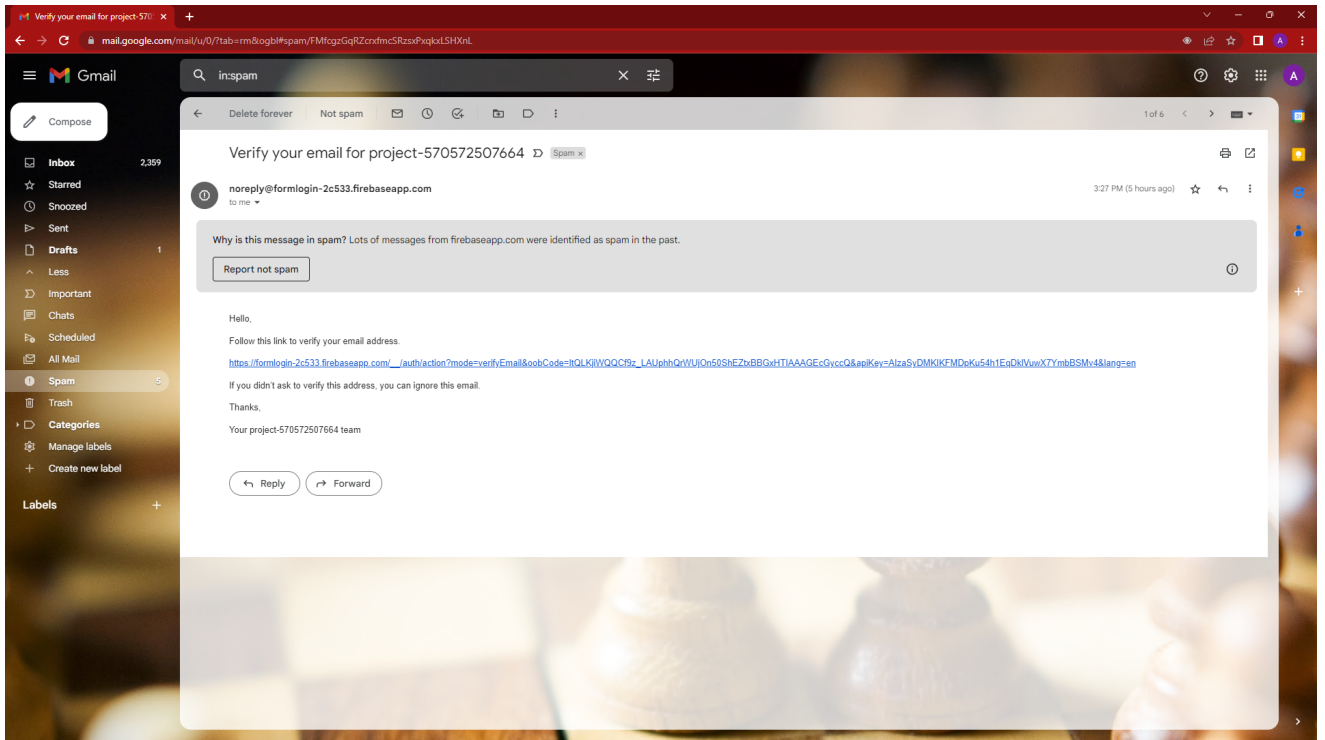 Verify your email for project-570
mail.google.com/mail/u/0/?tab=rm&ogbl#spam/FMfcgzGqRZcrxfmcSRzsxPxqkxLSHXnL
Gmail
in:spam
A
Compose
Inbox 2,359
Starred
Snoozed
Sent
Drafts 1
Less
Important
Chats
Scheduled
All Mail
Spam 5
Trash
Categories
Manage labels
Create new label
Labels
Delete forever Not spam 1 of 6
Verify your email for project-570572507664 Spam x
noreply@formlogin-2c533.firebaseapp.com 3:27 PM (5 hours ago)
to me
Why is this message in spam? Lots of messages from firebaseapp.com were identified as spam in the past.
Report not spam
Hello,
Follow this link to verify your email address.
https://formlogin-2c533.firebaseapp.com/__/auth/action?mode=verifyEmail&oobCode=ItQLKjiWQQCf9z_LAUphhQrWUjOn50ShEZtxBBGxHTIAAAGEcGyccQ&apiKey=AIzaSyDMKIKFMDpKu54h1EqDklVuwX7YmbBSMv4&lang=en
If you didn't ask to verify this address, you can ignore this email.
Thanks,
Your project-570572507664 team
Reply Forward